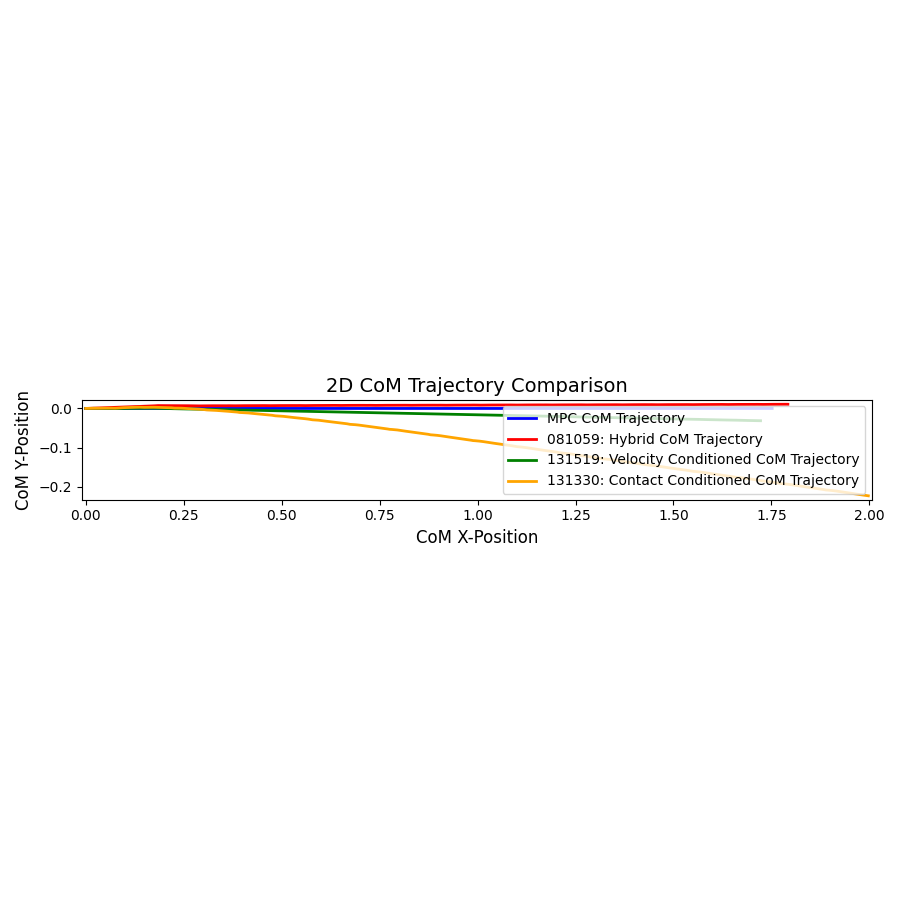 2D CoM Trajectory Comparison
CoM Y-Position
0.0
−0.1
−0.2
MPC CoM Trajectory
081059: Hybrid CoM Trajectory
131519: Velocity Conditioned CoM Trajectory
131330: Contact Conditioned CoM Trajectory
0.00 0.25 0.50 0.75 1.00 1.25 1.50 1.75 2.00
CoM X-Position